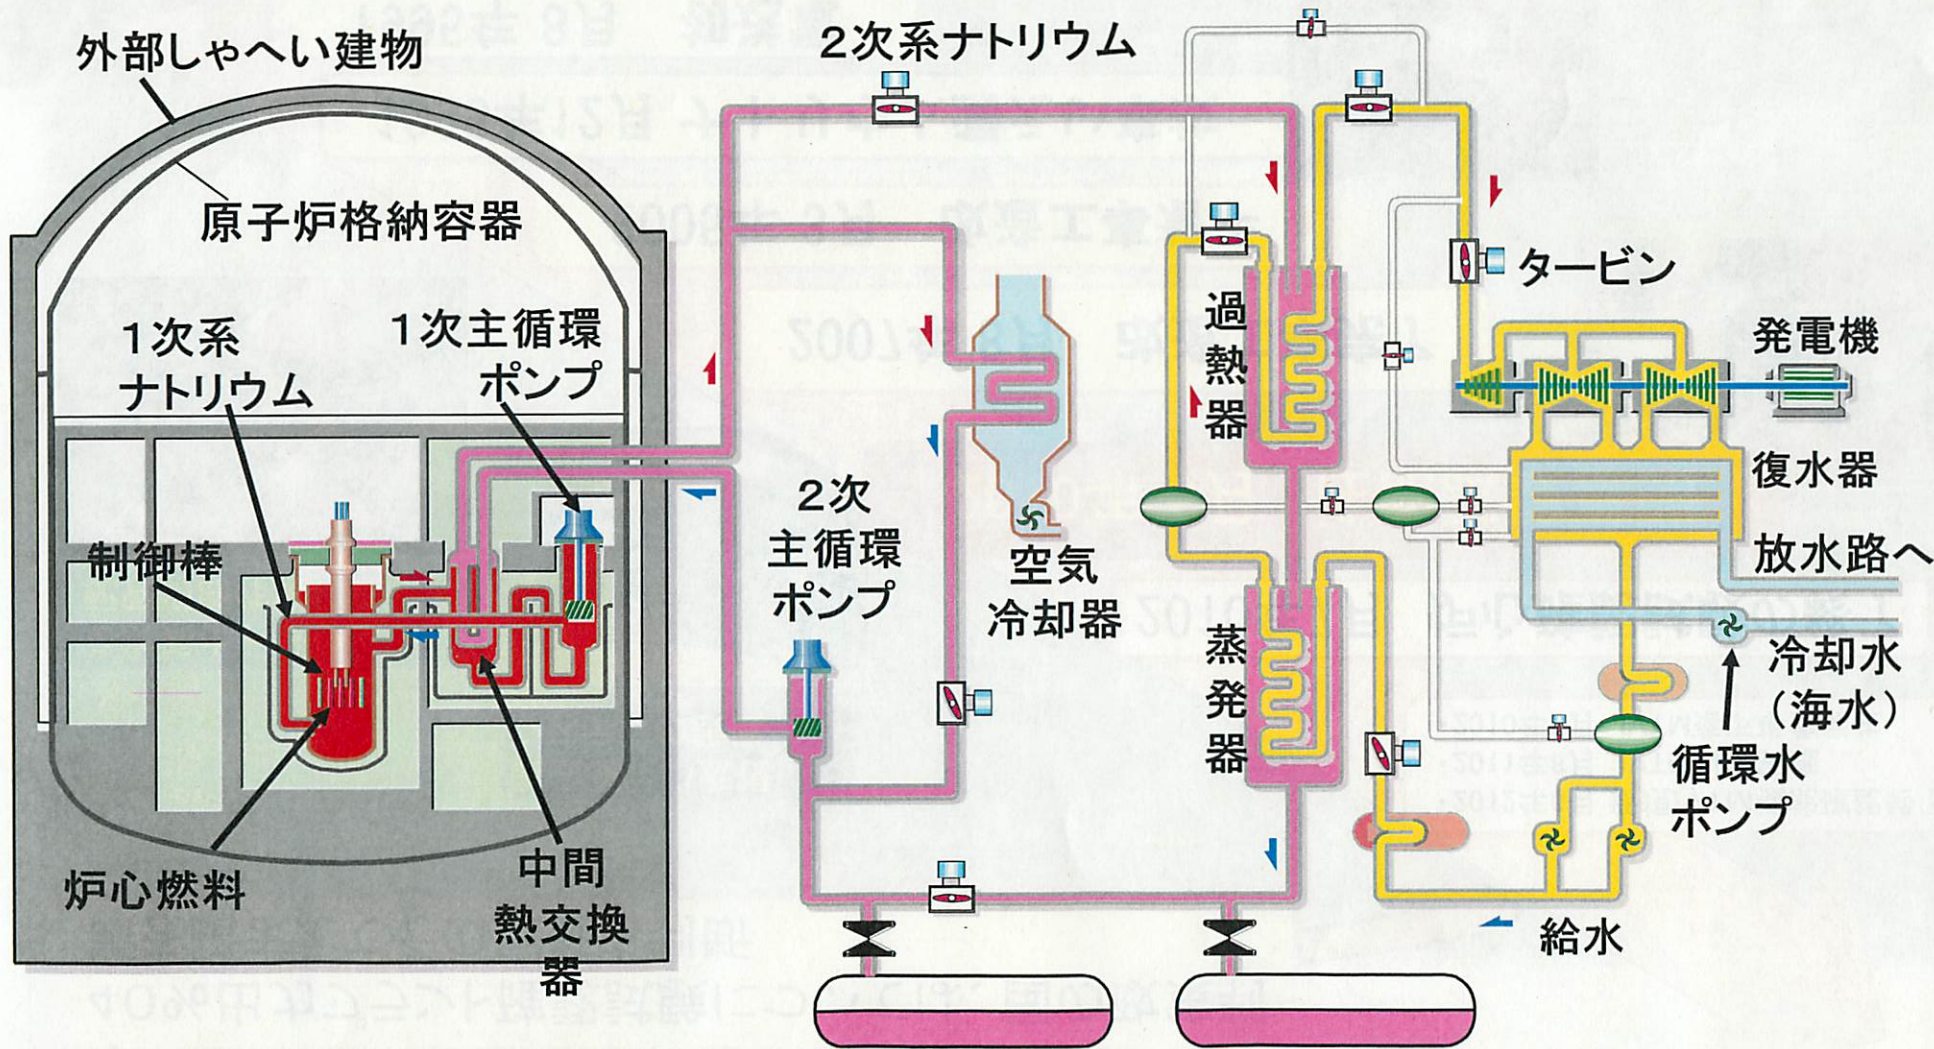 外部しゃへい建物
原子炉格納容器
1次系
ナトリウム
1次主循環
ポンプ
制御棒
炉心燃料
中間
熱交換
器
2次系ナトリウム
2次
主循環
ポンプ
空気
冷却器
過熱器
蒸発器
タービン
発電機
復水器
放水路へ
冷却水
（海水）
循環水
ポンプ
給水